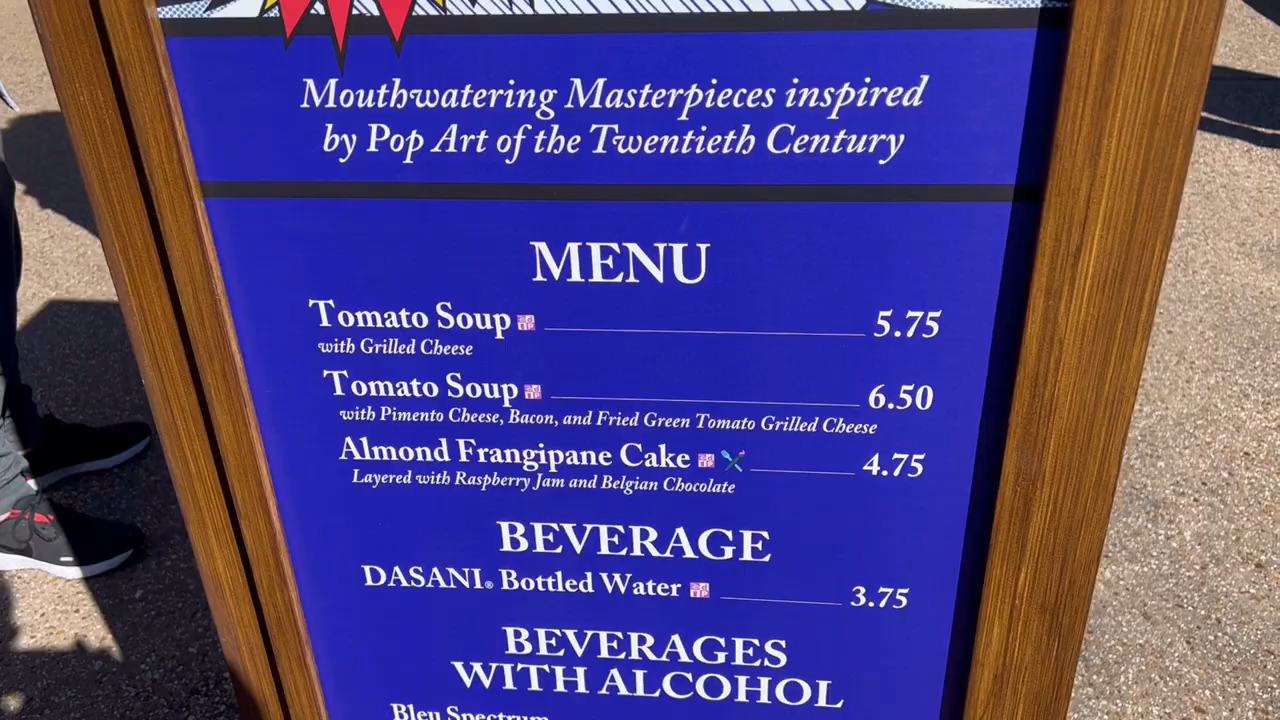 Mouthwatering Masterpieces inspired
by Pop Art of the Twentieth Century
MENU
Tomato Soup 5.75
with Grilled Cheese
Tomato Soup 6.50
with Pimento Cheese, Bacon, and Fried Green Tomato Grilled Cheese
Almond Frangipane Cake 4.75
Layered with Raspberry Jam and Belgian Chocolate
BEVERAGE
DASANI® Bottled Water 3.75
BEVERAGES
WITH ALCOHOL
Bleu Spectrum